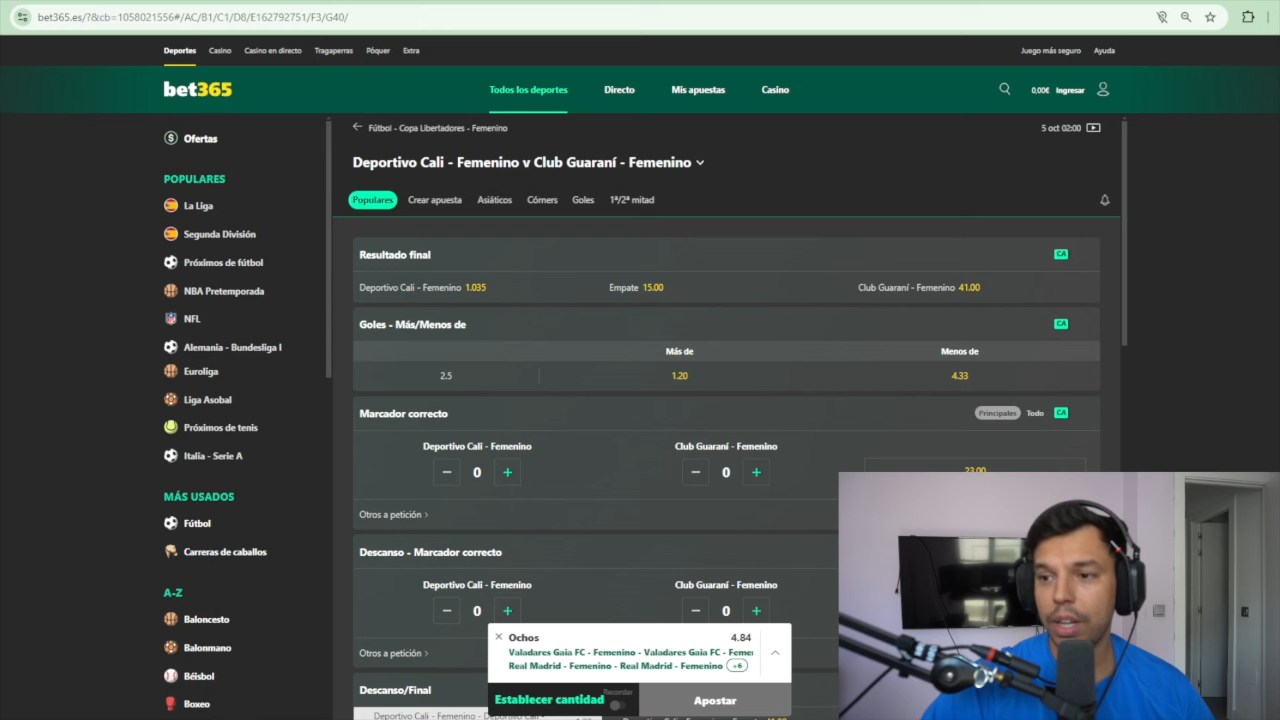 bet365.es/?&cb=1058021556#/AC/B1/C1/D8/E162792751/F3/G40/
Deportes Casino Casino en directo Tragaperras Póquer Extra
Juego más seguro Ayuda
bet365
Todos los deportes Directo Mis apuestas Casino
0,00€ Ingresar
Ofertas
POPULARES
La Liga
Segunda División
Próximos de fútbol
NBA Pretemporada
NFL
Alemania - Bundesliga I
Euroliga
Liga Asobal
Próximos de tenis
Italia - Serie A
MÁS USADOS
Fútbol
Carreras de caballos
A-Z
Baloncesto
Balonmano
Béisbol
Boxeo
Fútbol - Copa Libertadores - Femenino
5 oct 02:00
Deportivo Cali - Femenino v Club Guaraní - Femenino
Populares Crear apuesta Asiáticos Córners Goles 1ª/2ª mitad
Resultado final CA
Deportivo Cali - Femenino 1.035 Empate 15.00 Club Guaraní - Femenino 41.00
Goles - Más/Menos de CA
Más de Menos de
2.5 1.20 4.33
Marcador correcto Principales Todo CA
Deportivo Cali - Femenino Club Guaraní - Femenino
− 0 + − 0 + 23.00
Otros a petición >
Descanso - Marcador correcto
Deportivo Cali - Femenino Club Guaraní - Femenino
− 0 + − 0 +
Otros a petición >
Descanso/Final
Ochos 4.84
Valadares Gaia FC - Femenino - Valadares Gaia FC - Feme
Real Madrid - Femenino - Real Madrid - Femenino +6
Establecer cantidad Recordar Apostar